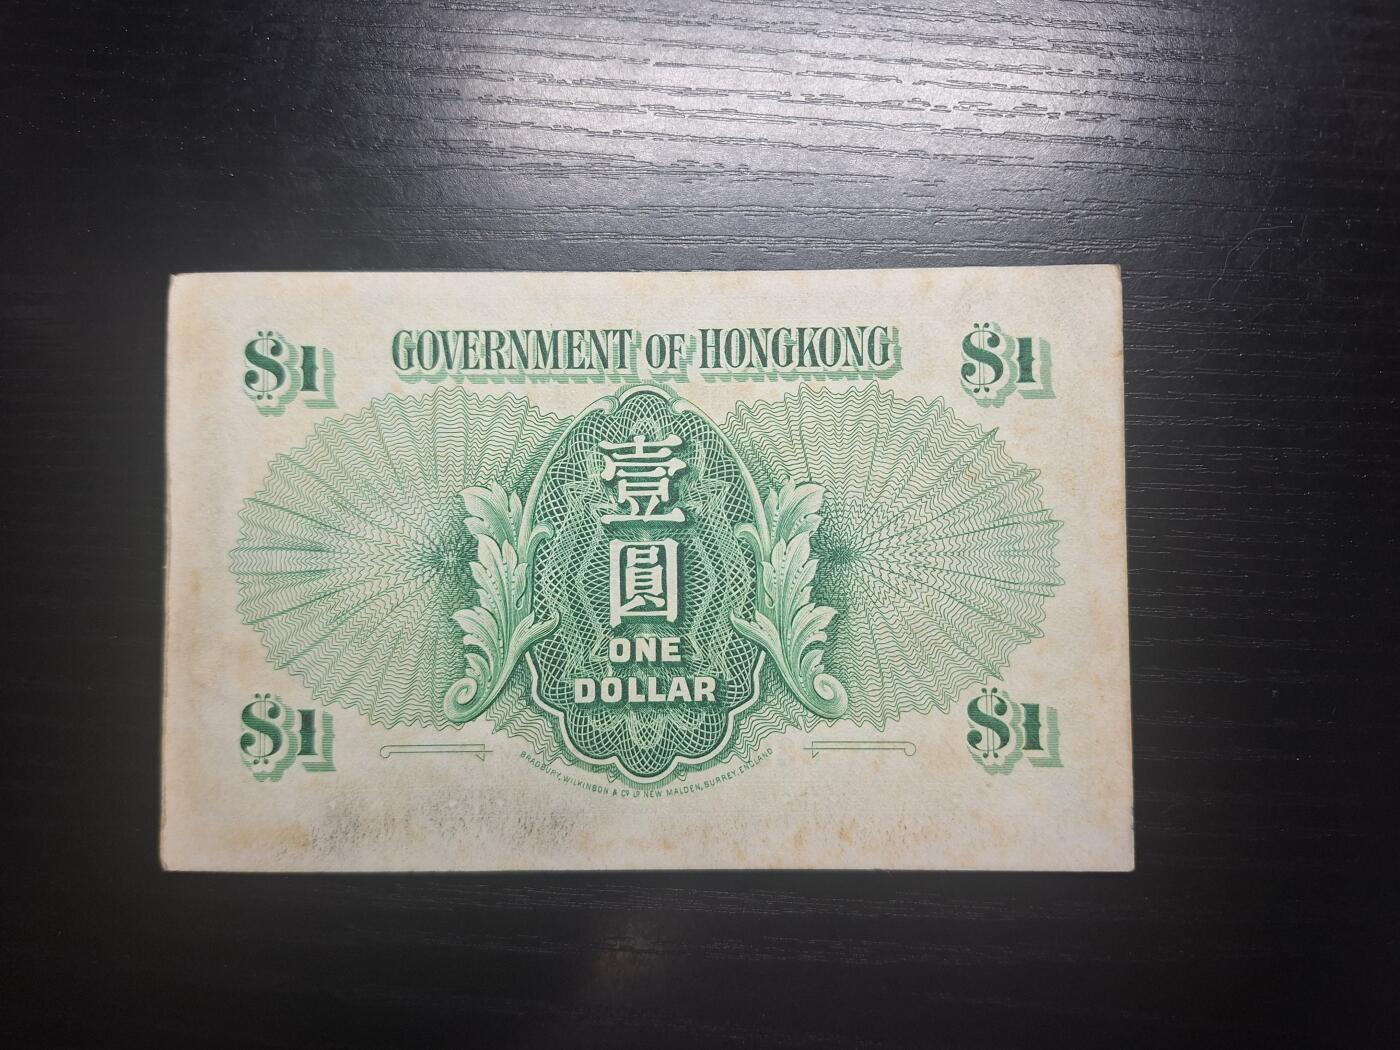 $1 GOVERNMENT OF HONGKONG $1
壹
圓
ONE
DOLLAR
$1 $1
BRADBURY, WILKINSON & Cº Lᴰ NEW MALDEN, SURREY, ENGLAND